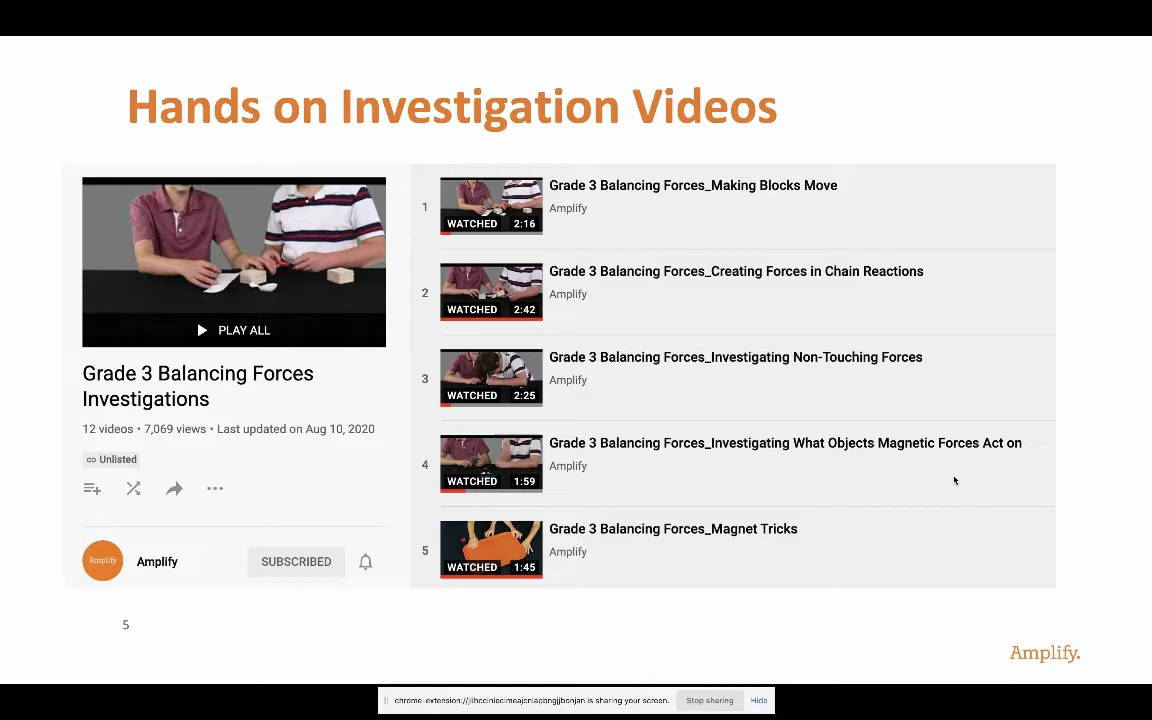 Hands on Investigation Videos
PLAY ALL
Grade 3 Balancing Forces
Investigations
12 videos • 7,069 views • Last updated on Aug 10, 2020
Unlisted
Amplify
Amplify
SUBSCRIBED
1
WATCHED
2:16
Grade 3 Balancing Forces_Making Blocks Move
Amplify
2
WATCHED
2:42
Grade 3 Balancing Forces_Creating Forces in Chain Reactions
Amplify
3
WATCHED
2:25
Grade 3 Balancing Forces_Investigating Non-Touching Forces
Amplify
4
WATCHED
1:59
Grade 3 Balancing Forces_Investigating What Objects Magnetic Forces Act on
Amplify
5
WATCHED
1:45
Grade 3 Balancing Forces_Magnet Tricks
Amplify
5
Amplify.
is sharing your screen.
Stop sharing
Hide